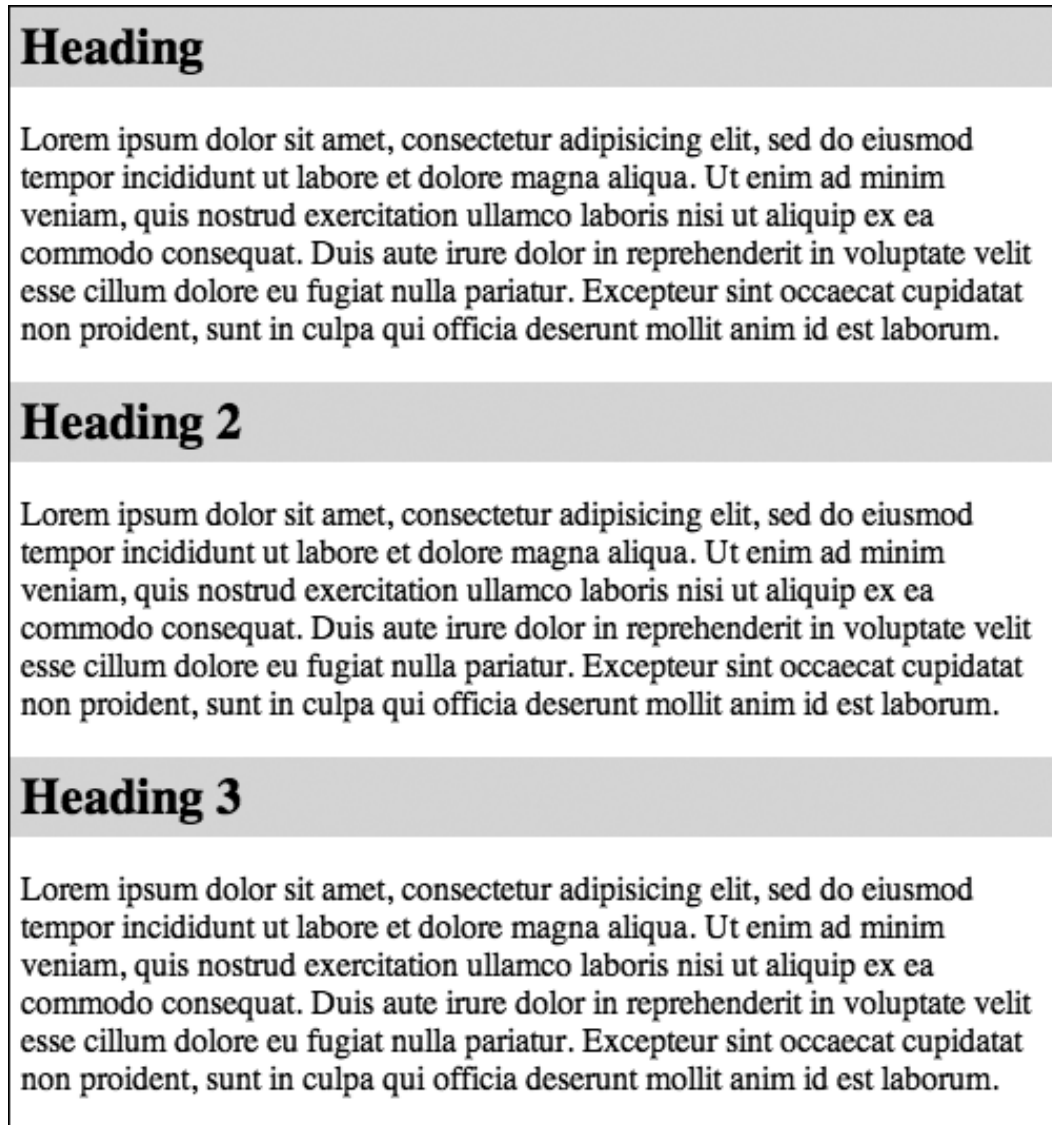 Heading
Lorem ipsum dolor sit amet, consectetur adipisicing elit, sed do eiusmod
tempor incididunt ut labore et dolore magna aliqua. Ut enim ad minim
veniam, quis nostrud exercitation ullamco laboris nisi ut aliquip ex ea
commodo consequat. Duis aute irure dolor in reprehenderit in voluptate velit
esse cillum dolore eu fugiat nulla pariatur. Excepteur sint occaecat cupidatat
non proident, sunt in culpa qui officia deserunt mollit anim id est laborum.
Heading 2
Lorem ipsum dolor sit amet, consectetur adipisicing elit, sed do eiusmod
tempor incididunt ut labore et dolore magna aliqua. Ut enim ad minim
veniam, quis nostrud exercitation ullamco laboris nisi ut aliquip ex ea
commodo consequat. Duis aute irure dolor in reprehenderit in voluptate velit
esse cillum dolore eu fugiat nulla pariatur. Excepteur sint occaecat cupidatat
non proident, sunt in culpa qui officia deserunt mollit anim id est laborum.
Heading 3
Lorem ipsum dolor sit amet, consectetur adipisicing elit, sed do eiusmod
tempor incididunt ut labore et dolore magna aliqua. Ut enim ad minim
veniam, quis nostrud exercitation ullamco laboris nisi ut aliquip ex ea
commodo consequat. Duis aute irure dolor in reprehenderit in voluptate velit
esse cillum dolore eu fugiat nulla pariatur. Excepteur sint occaecat cupidatat
non proident, sunt in culpa qui officia deserunt mollit anim id est laborum.